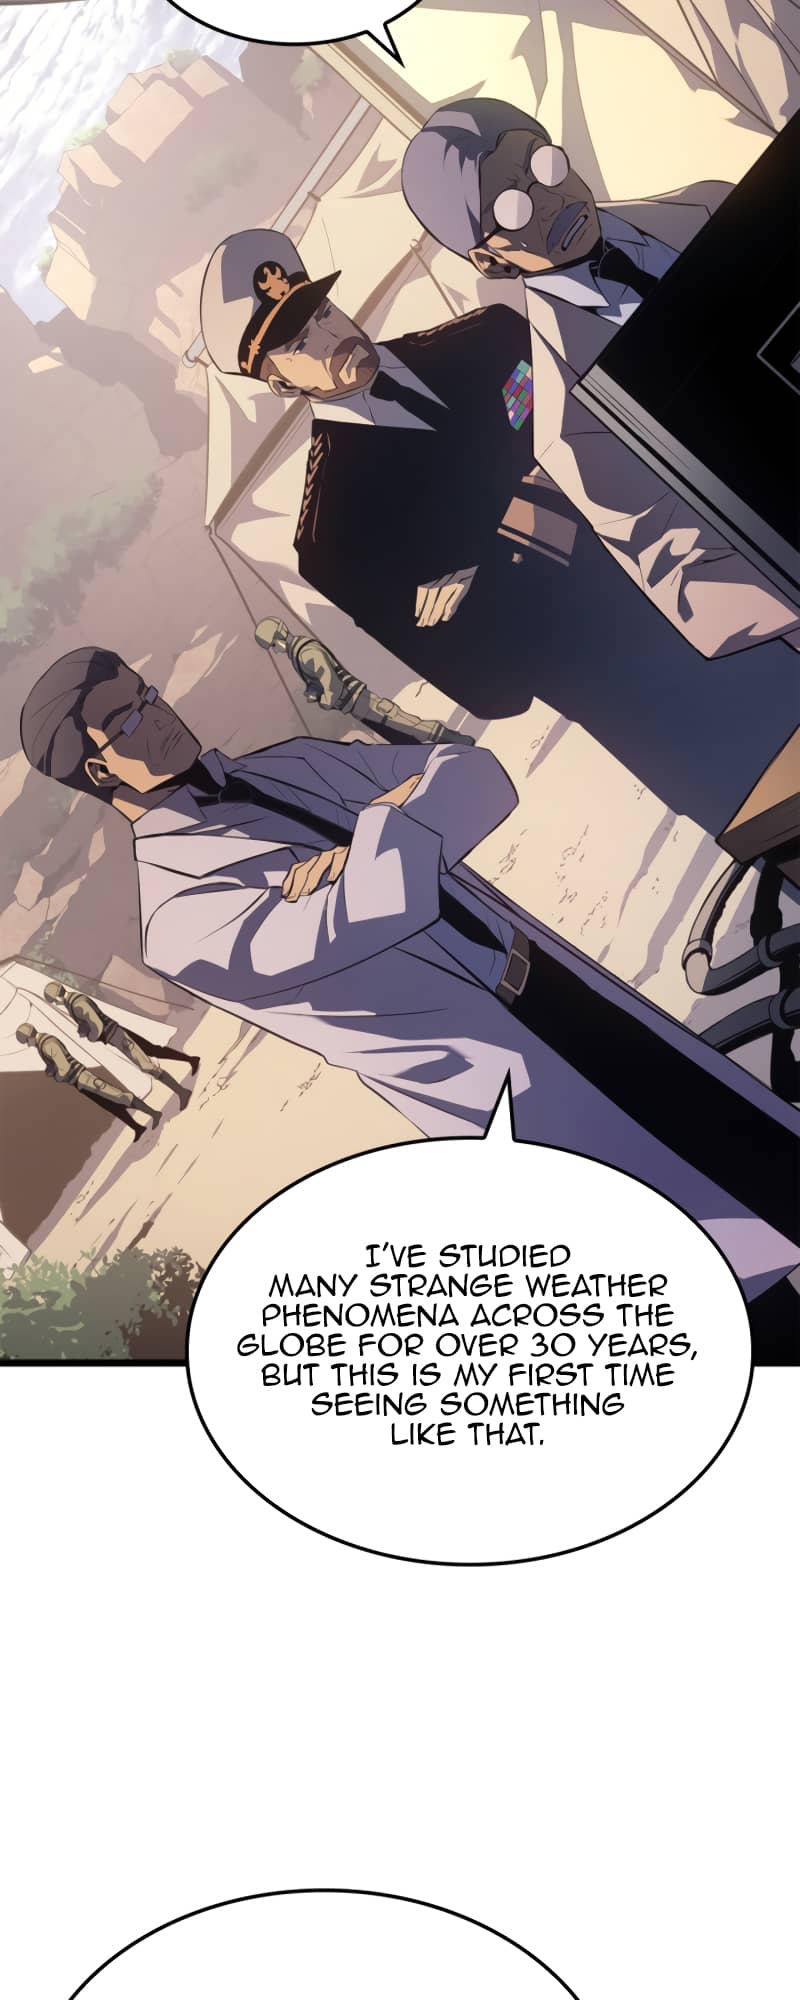 I'VE STUDIED
MANY STRANGE WEATHER
PHENOMENA ACROSS THE
GLOBE FOR OVER 30 YEARS,
BUT THIS IS MY FIRST TIME
SEEING SOMETHING
LIKE THAT.